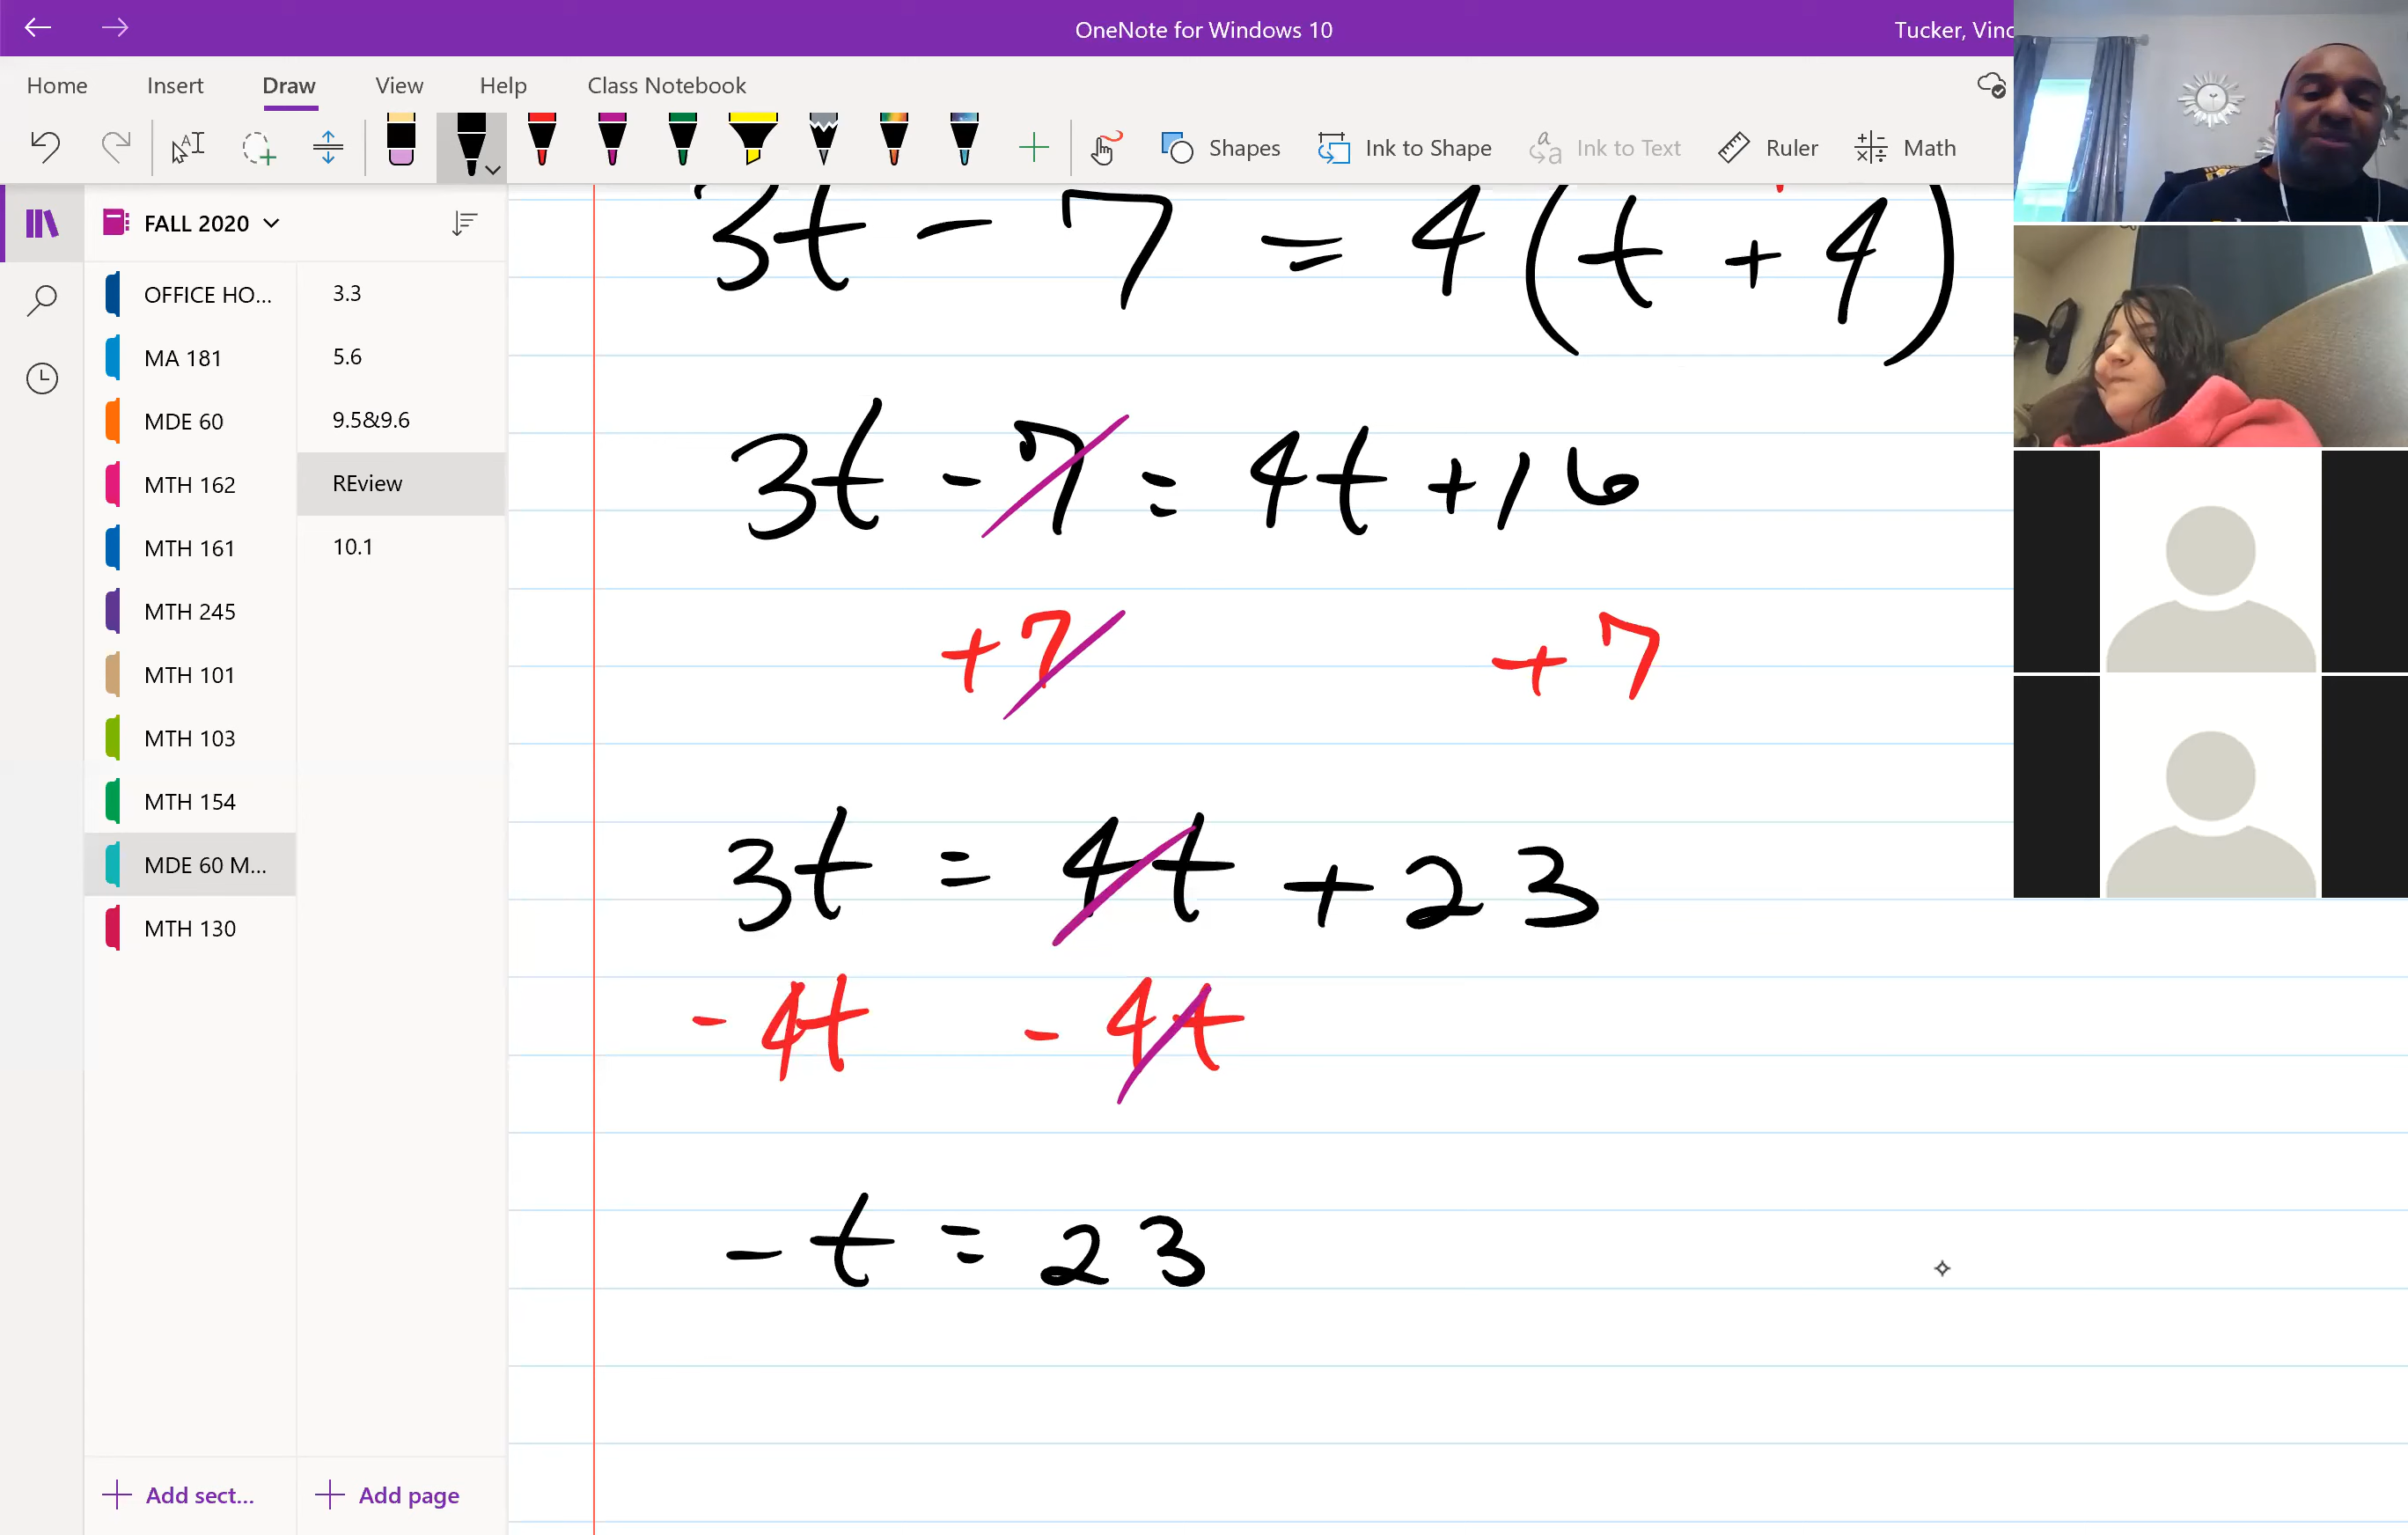 OneNote for Windows 10
Tucker, Vinc
Home Insert Draw View Help Class Notebook
Shapes Ink to Shape Ink to Text Ruler Math
FALL 2020
OFFICE HO...
MA 181
MDE 60
MTH 162
MTH 161
MTH 245
MTH 101
MTH 103
MTH 154
MDE 60 M...
MTH 130
Add sect...
3.3
5.6
9.5&9.6
REview
10.1
Add page
3t - 7 = 4(t + 4)
3t - 7 = 4t + 16
+7 +7
3t = 4t + 23
- 4t - 4t
- t = 23